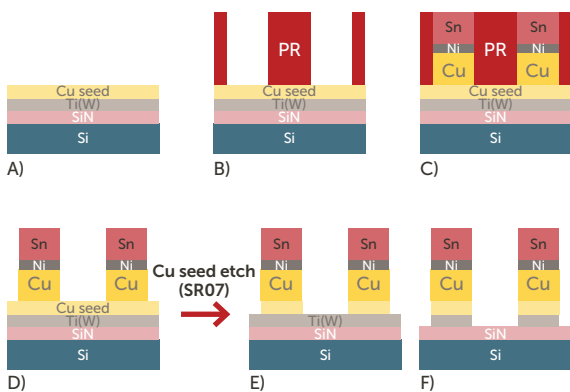 Cu seed
Ti(W)
SiN
Si
A)
PR
Cu seed
Ti(W)
SiN
Si
B)
Sn PR Sn
Ni Ni
Cu Cu
Cu seed
Ti(W)
SiN
Si
C)
Sn Sn
Ni Ni
Cu Cu
Cu seed
Ti(W)
SiN
Si
D)
Cu seed etch
(SR07)
Sn Sn
Ni Ni
Cu Cu
Ti(W)
SiN
Si
E)
Sn Sn
Ni Ni
Cu Cu
SiN
Si
F)